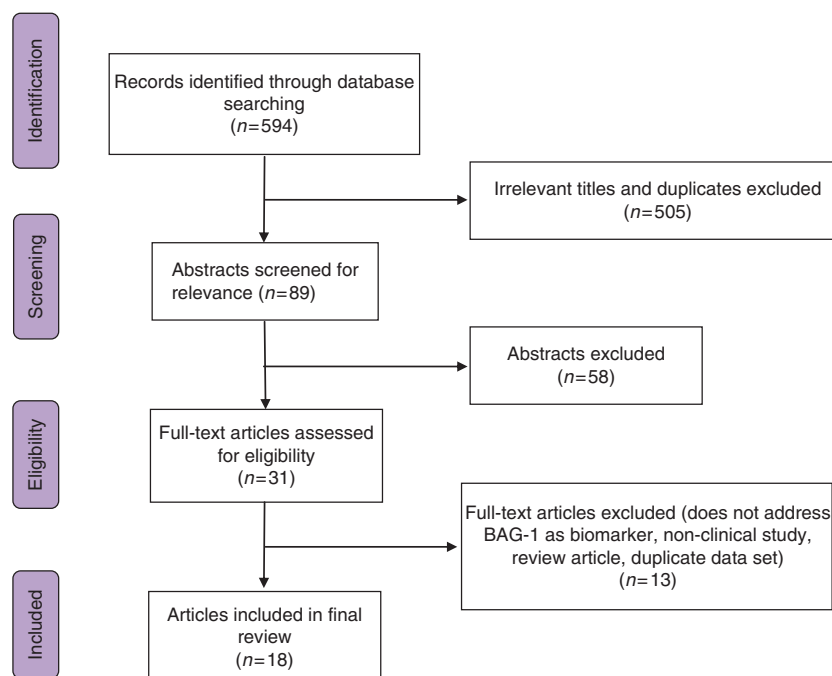 Identification
Records identified through database
searching
(n=594)
Irrelevant titles and duplicates excluded
(n=505)
Screening
Abstracts screened for
relevance (n=89)
Abstracts excluded
(n=58)
Eligibility
Full-text articles assessed
for eligibility
(n=31)
Full-text articles excluded (does not address
BAG-1 as biomarker, non-clinical study,
review article, duplicate data set)
(n=13)
Included
Articles included in final
review
(n=18)